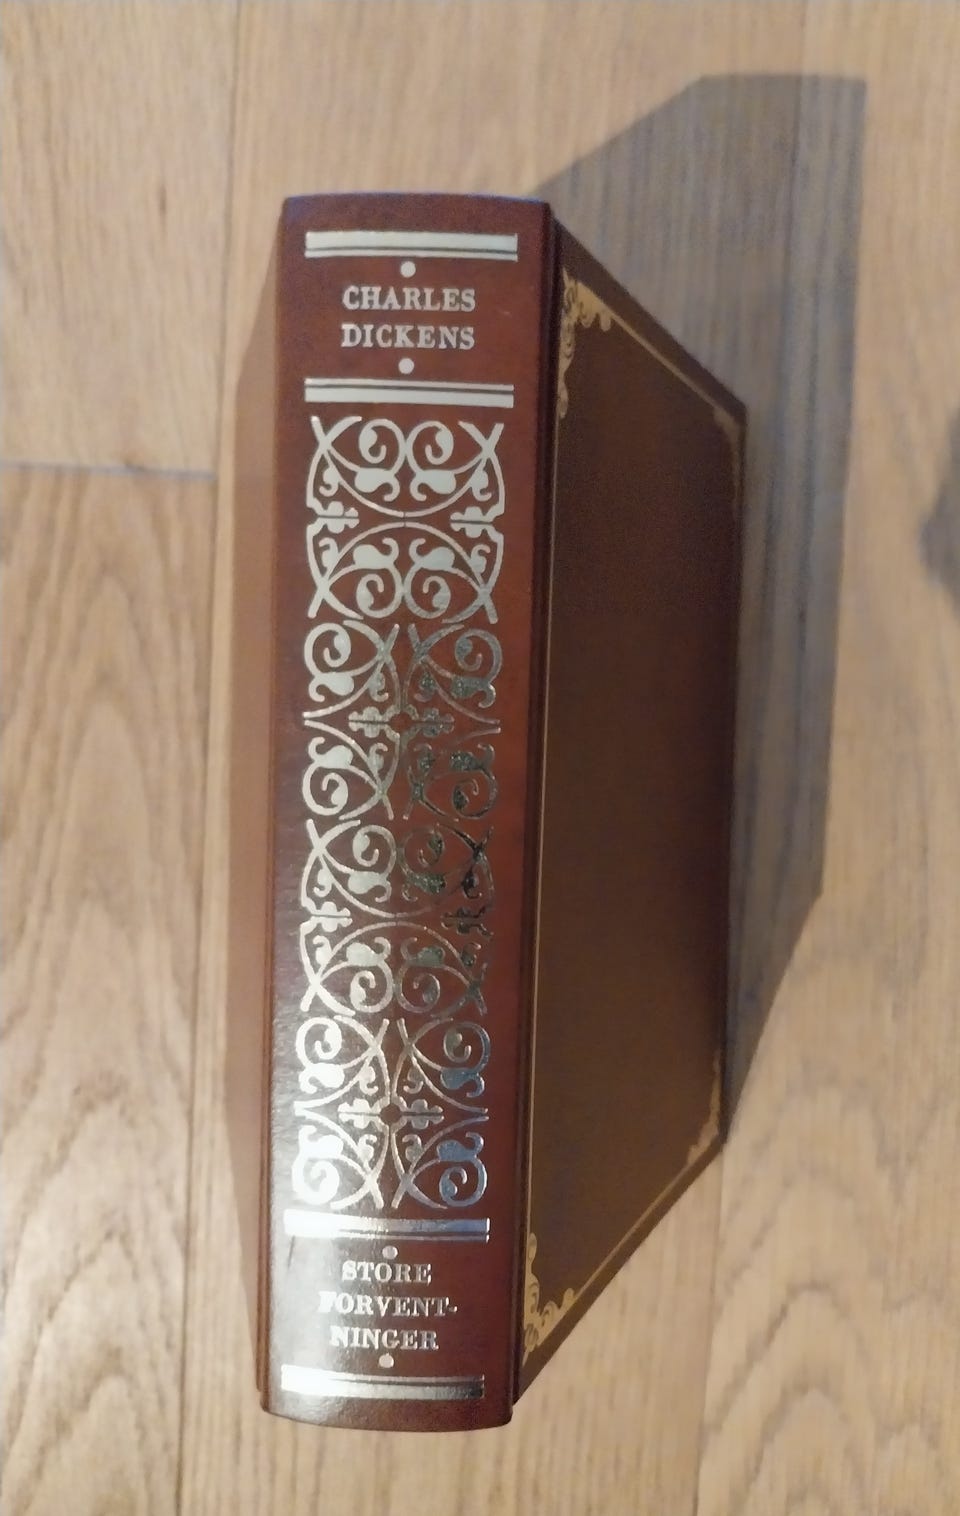 CHARLES
DICKENS
STORE
FORVENT-
NINGER